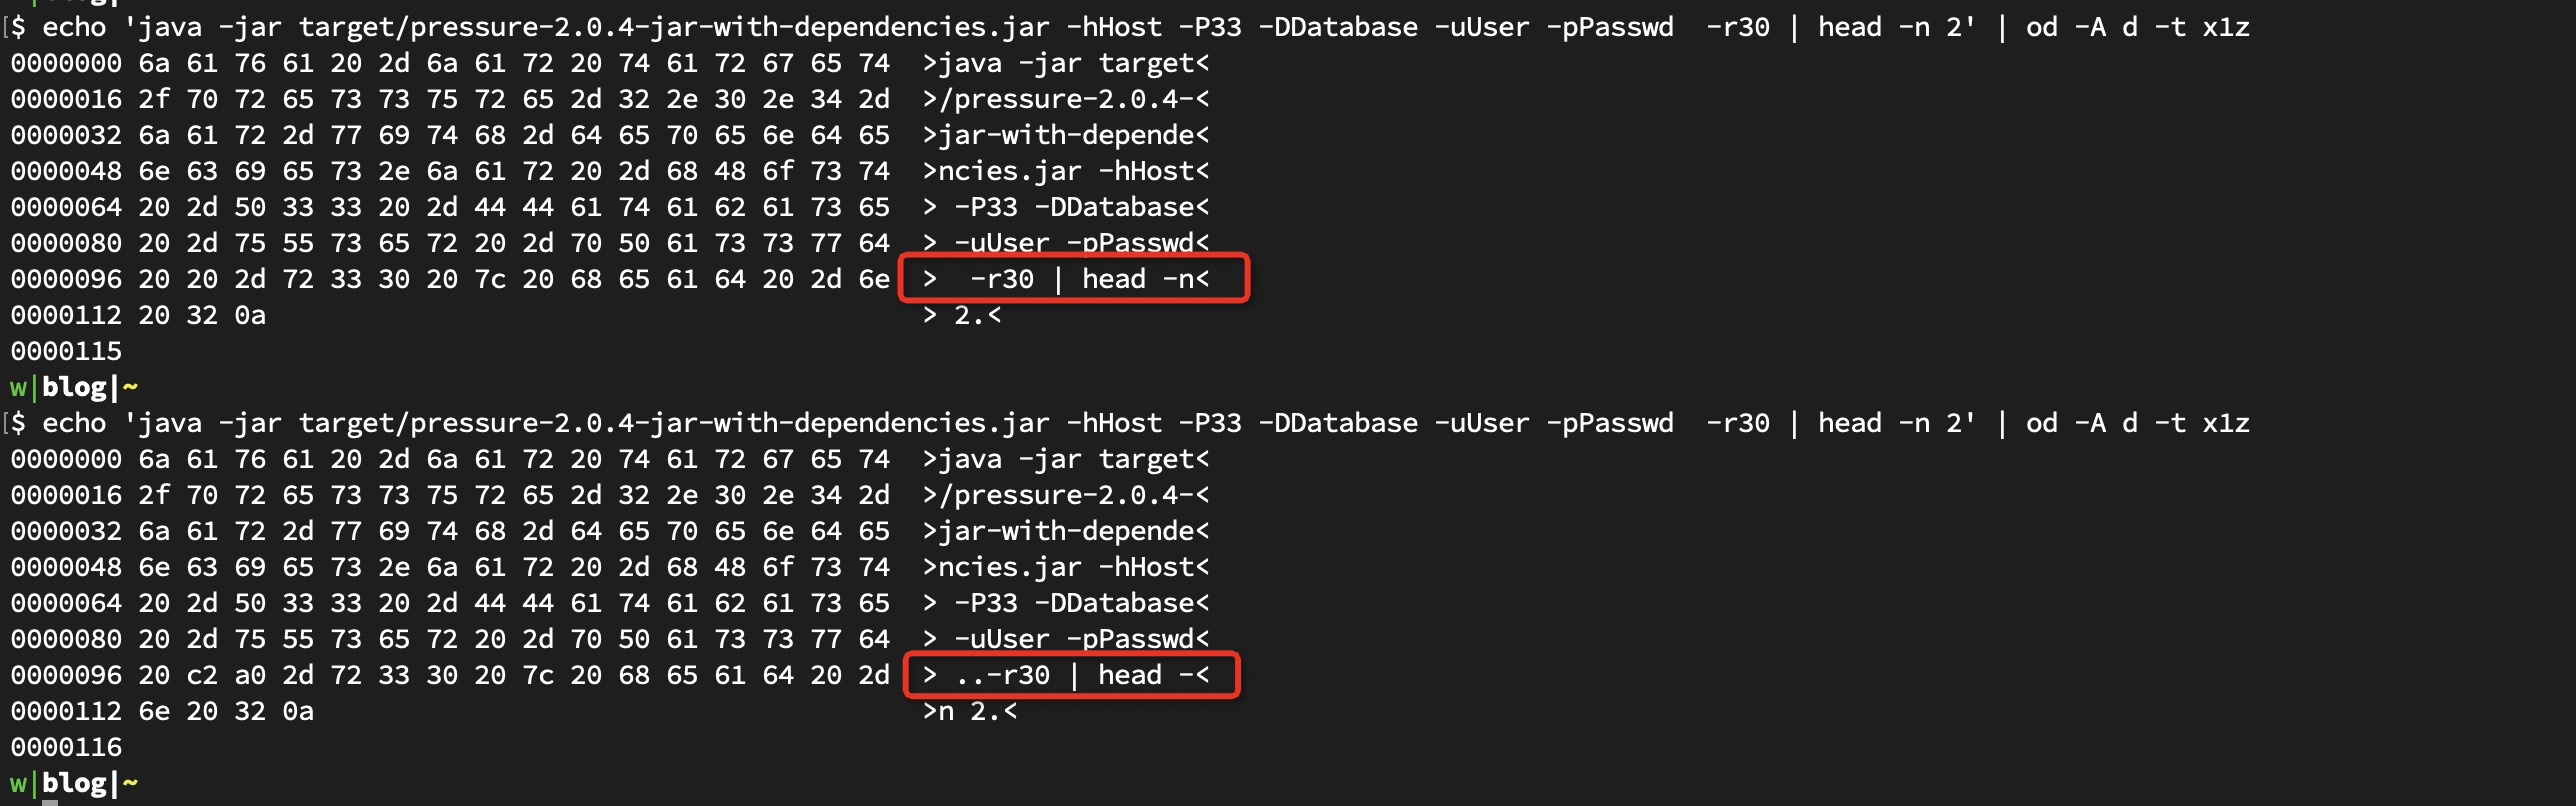 |blog|
[$ echo 'java -jar target/pressure-2.0.4-jar-with-dependencies.jar -hHost -P33 -DDatabase -uUser -pPasswd  -r30 | head -n 2' | od -A d -t x1z
0000000 6a 61 76 61 20 2d 6a 61 72 20 74 61 72 67 65 74  >java -jar target<
0000016 2f 70 72 65 73 73 75 72 65 2d 32 2e 30 2e 34 2d  >/pressure-2.0.4-<
0000032 6a 61 72 2d 77 69 74 68 2d 64 65 70 65 6e 64 65  >jar-with-depende<
0000048 6e 63 69 65 73 2e 6a 61 72 20 2d 68 48 6f 73 74  >ncies.jar -hHost<
0000064 20 2d 50 33 33 20 2d 44 44 61 74 61 62 61 73 65  > -P33 -DDatabase<
0000080 20 2d 75 55 73 65 72 20 2d 70 50 61 73 73 77 64  > -uUser -pPasswd<
0000096 20 20 2d 72 33 30 20 7c 20 68 65 61 64 20 2d 6e  >  -r30 | head -n<
0000112 20 32 0a                                         > 2.<
0000115
w|blog|~
[$ echo 'java -jar target/pressure-2.0.4-jar-with-dependencies.jar -hHost -P33 -DDatabase -uUser -pPasswd  -r30 | head -n 2' | od -A d -t x1z
0000000 6a 61 76 61 20 2d 6a 61 72 20 74 61 72 67 65 74  >java -jar target<
0000016 2f 70 72 65 73 73 75 72 65 2d 32 2e 30 2e 34 2d  >/pressure-2.0.4-<
0000032 6a 61 72 2d 77 69 74 68 2d 64 65 70 65 6e 64 65  >jar-with-depende<
0000048 6e 63 69 65 73 2e 6a 61 72 20 2d 68 48 6f 73 74  >ncies.jar -hHost<
0000064 20 2d 50 33 33 20 2d 44 44 61 74 61 62 61 73 65  > -P33 -DDatabase<
0000080 20 2d 75 55 73 65 72 20 2d 70 50 61 73 73 77 64  > -uUser -pPasswd<
0000096 20 c2 a0 2d 72 33 30 20 7c 20 68 65 61 64 20 2d  > ..-r30 | head -<
0000112 6e 20 32 0a                                      >n 2.<
0000116
w|blog|~